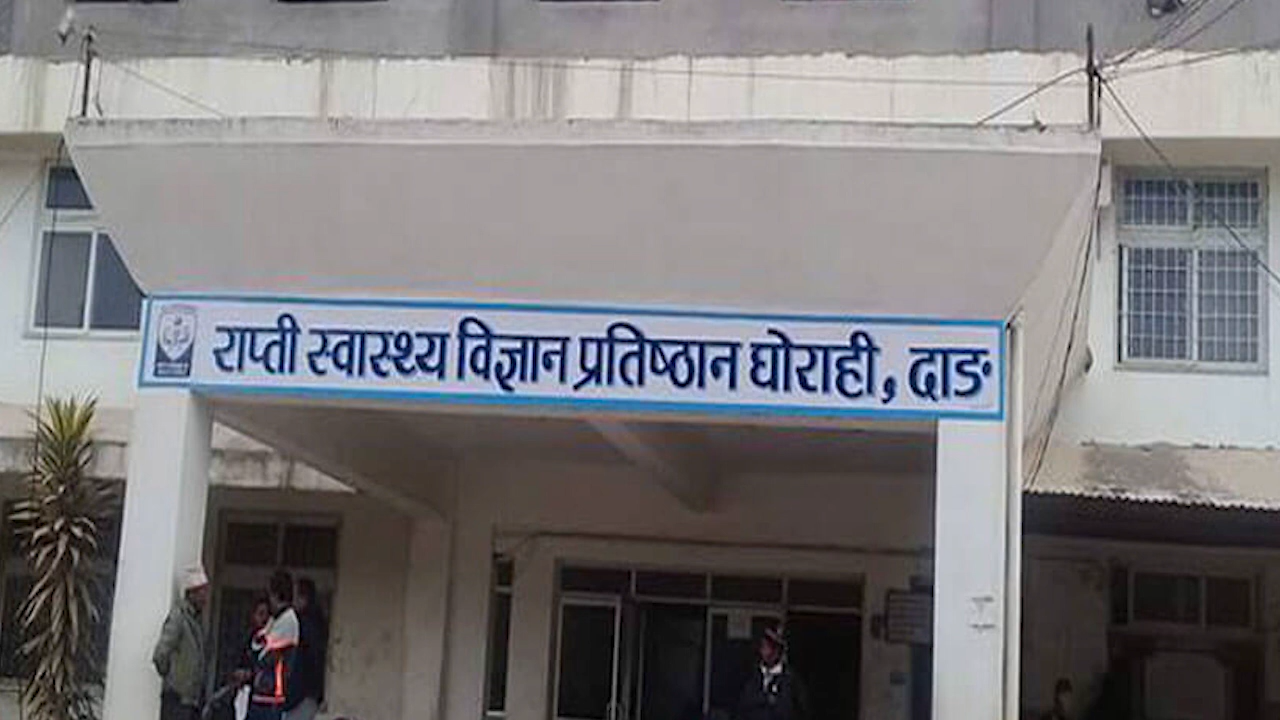 राप्ती स्वास्थ्य विज्ञान प्रतिष्ठान घोराही, दाङ